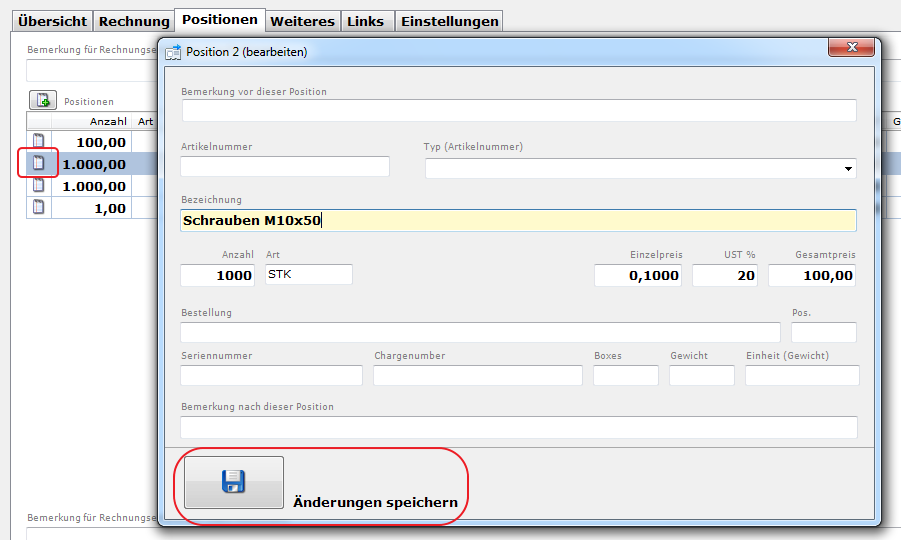 Übersicht Rechnung Positionen Weiteres Links Einstellungen
Bemerkung für Rechnungse
Positionen
Anzahl Art G
100,00
1.000,00
1.000,00
1,00
Position 2 (bearbeiten)
Bemerkung vor dieser Position
Artikelnummer Typ (Artikelnummer)
Bezeichnung
Schrauben M10x50
Anzahl Art Einzelpreis UST % Gesamtpreis
1000 STK 0,1000 20 100,00
Bestellung Pos.
Seriennummer Chargenumber Boxes Gewicht Einheit (Gewicht)
Bemerkung nach dieser Position
Änderungen speichern
Bemerkung für Rechnungse